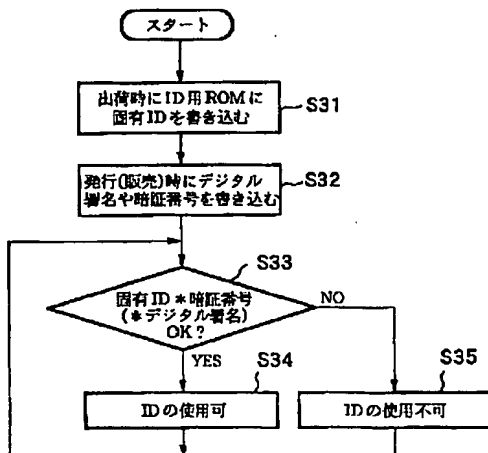 スタート
出荷時にID用ROMに
固有IDを書き込む
S31
発行(販売)時にデジタル
署名や暗証番号を書き込む
S32
S33
固有ID*暗証番号
(*デジタル署名)
OK?
NO
YES
S34
S35
IDの使用可
IDの使用不可